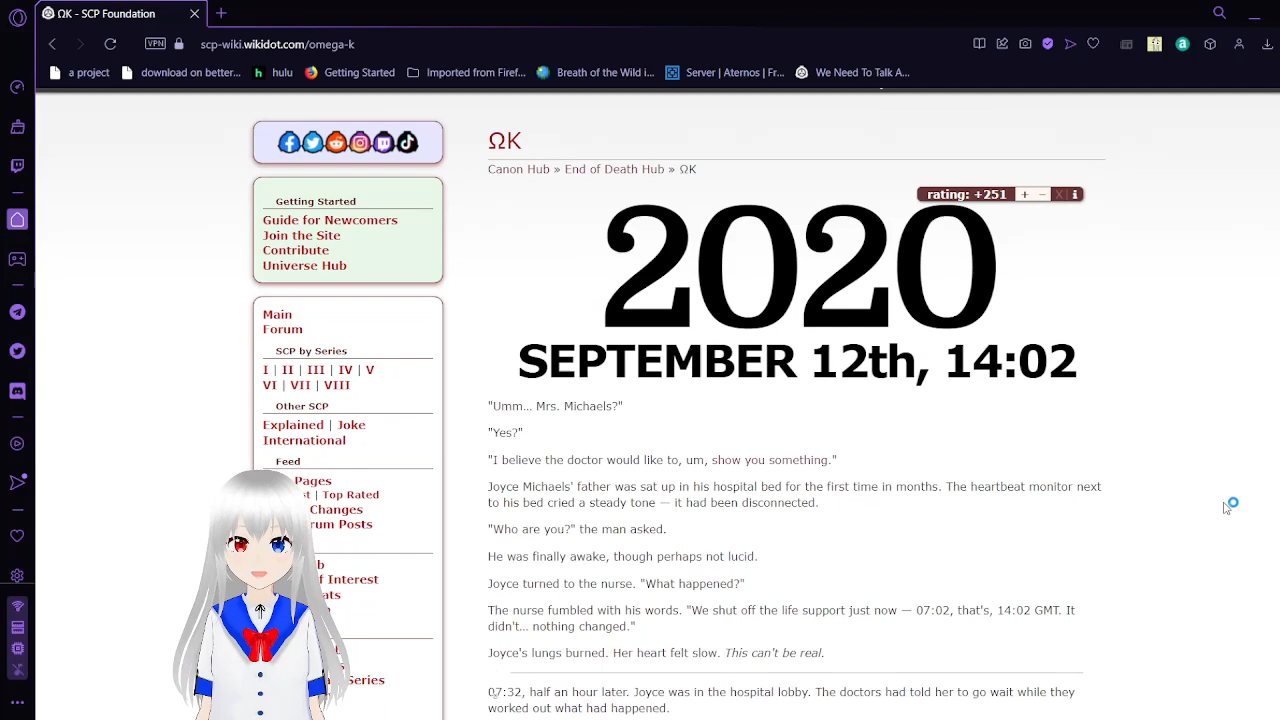 ΩK - SCP Foundation
VPN
scp-wiki.wikidot.com/omega-k
a project
download on better...
hulu
Getting Started
Imported from Firef...
Breath of the Wild i...
Server | Aternos | Fr...
We Need To Talk A...
Getting Started
Guide for Newcomers
Join the Site
Contribute
Universe Hub
Main
Forum
SCP by Series
I | II | III | IV | V
VI | VII | VIII
Other SCP
Explained | Joke
International
Feed
Pages
| Top Rated
Changes
Posts
Interest
Series
ΩK
Canon Hub » End of Death Hub » ΩK
rating: +251 + – X i
2020
SEPTEMBER 12th, 14:02
"Umm... Mrs. Michaels?"
"Yes?"
"I believe the doctor would like to, um, show you something."
Joyce Michaels' father was sat up in his hospital bed for the first time in months. The heartbeat monitor next
to his bed cried a steady tone — it had been disconnected.
"Who are you?" the man asked.
He was finally awake, though perhaps not lucid.
Joyce turned to the nurse. "What happened?"
The nurse fumbled with his words. "We shut off the life support just now — 07:02, that's, 14:02 GMT. It
didn't... nothing changed."
Joyce's lungs burned. Her heart felt slow. This can't be real.
07:32, half an hour later. Joyce was in the hospital lobby. The doctors had told her to go wait while they
worked out what had happened.